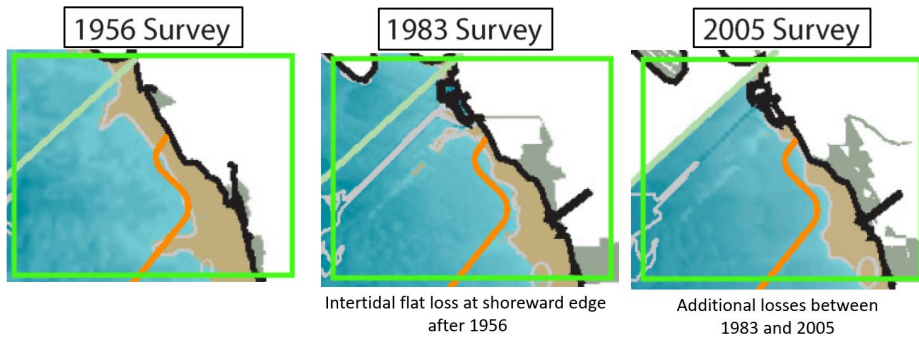 1956 Survey
1983 Survey
2005 Survey
Intertidal flat loss at shoreward edge
after 1956
Additional losses between
1983 and 2005